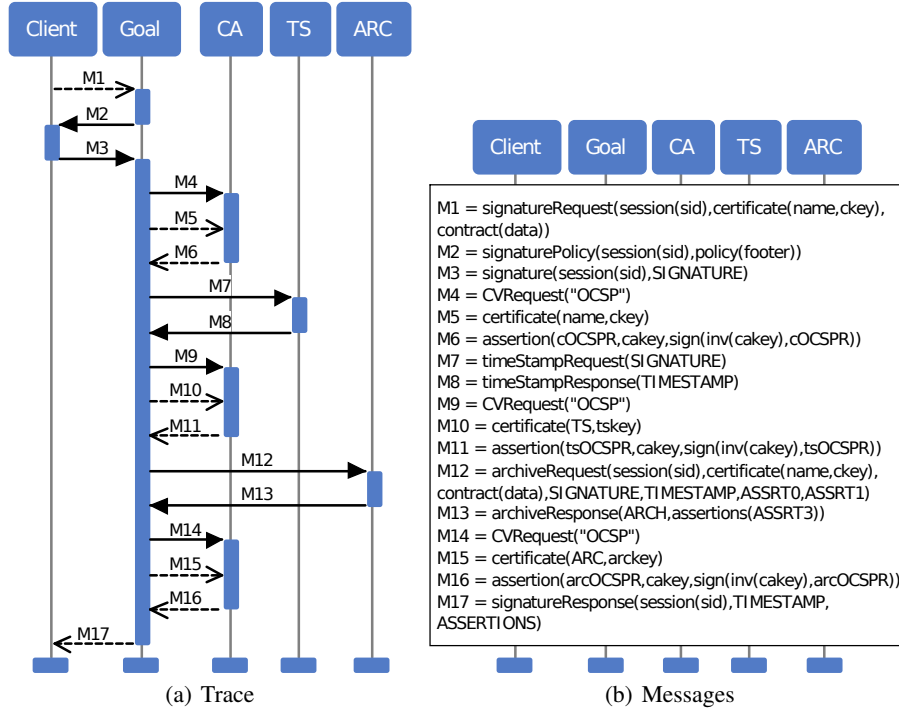 Client Goal CA TS ARC
M1
M2
M3
M4
M5
M6
M7
M8
M9
M10
M11
M12
M13
M14
M15
M16
M17
(a) Trace
Client Goal CA TS ARC
M1 = signatureRequest(session(sid),certificate(name,ckey),
contract(data))
M2 = signaturePolicy(session(sid),policy(footer))
M3 = signature(session(sid),SIGNATURE)
M4 = CVRequest("OCSP")
M5 = certificate(name,ckey)
M6 = assertion(cOCSPR,cakey,sign(inv(cakey),cOCSPR))
M7 = timeStampRequest(SIGNATURE)
M8 = timeStampResponse(TIMESTAMP)
M9 = CVRequest("OCSP")
M10 = certificate(TS,tskey)
M11 = assertion(tsOCSPR,cakey,sign(inv(cakey),tsOCSPR))
M12 = archiveRequest(session(sid),certificate(name,ckey),
contract(data),SIGNATURE,TIMESTAMP,ASSRT0,ASSRT1)
M13 = archiveResponse(ARCH,assertions(ASSRT3))
M14 = CVRequest("OCSP")
M15 = certificate(ARC,arckey)
M16 = assertion(arcOCSPR,cakey,sign(inv(cakey),arcOCSPR))
M17 = signatureResponse(session(sid),TIMESTAMP,
ASSERTIONS)
(b) Messages